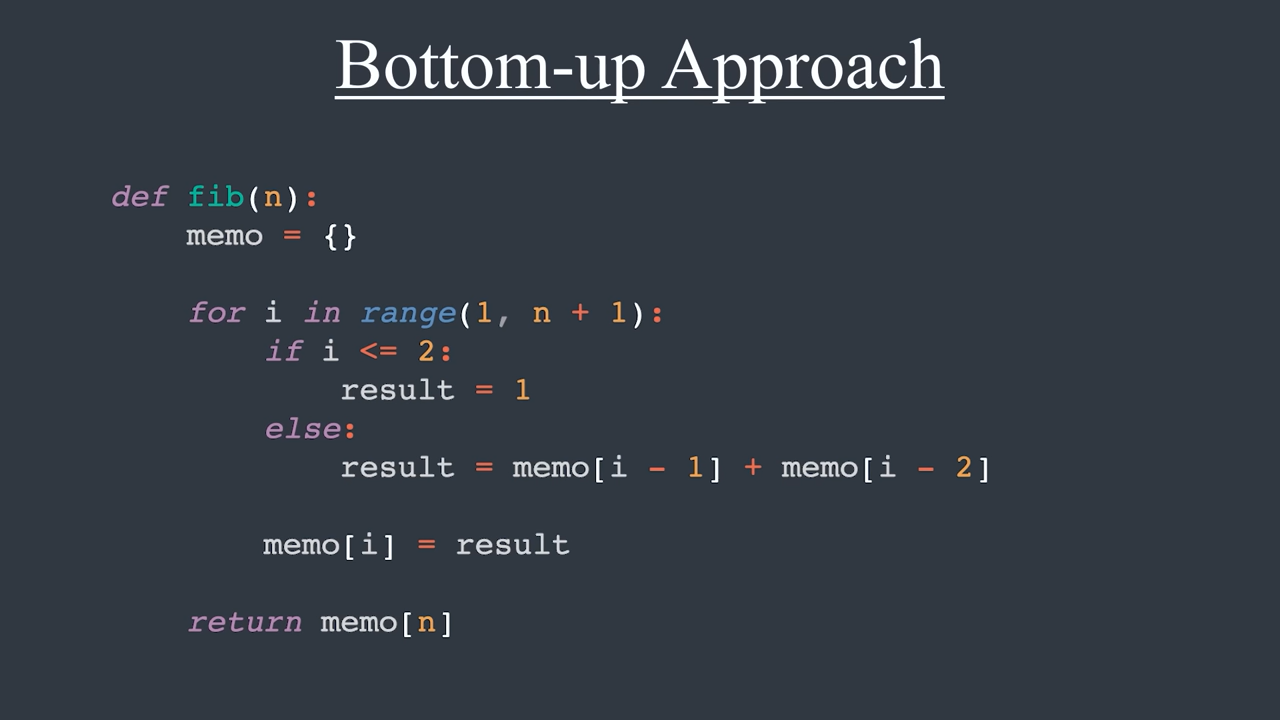 Bottom-up Approach
def fib(n):
    memo = {}
    for i in range(1, n + 1):
        if i <= 2:
            result = 1
        else:
            result = memo[i - 1] + memo[i - 2]
        memo[i] = result
    return memo[n]